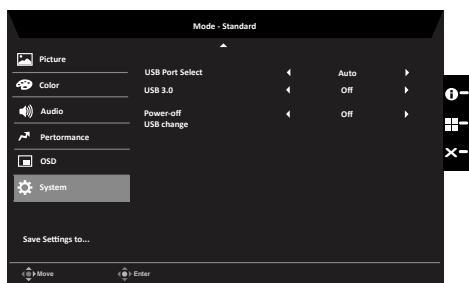 Mode - Standard
Picture
Color
Audio
Pertormance
OSD
System
USB Port Select Auto
USB 3.0 Off
Power-off Off
USB change
Save Settings to...
Move Enter